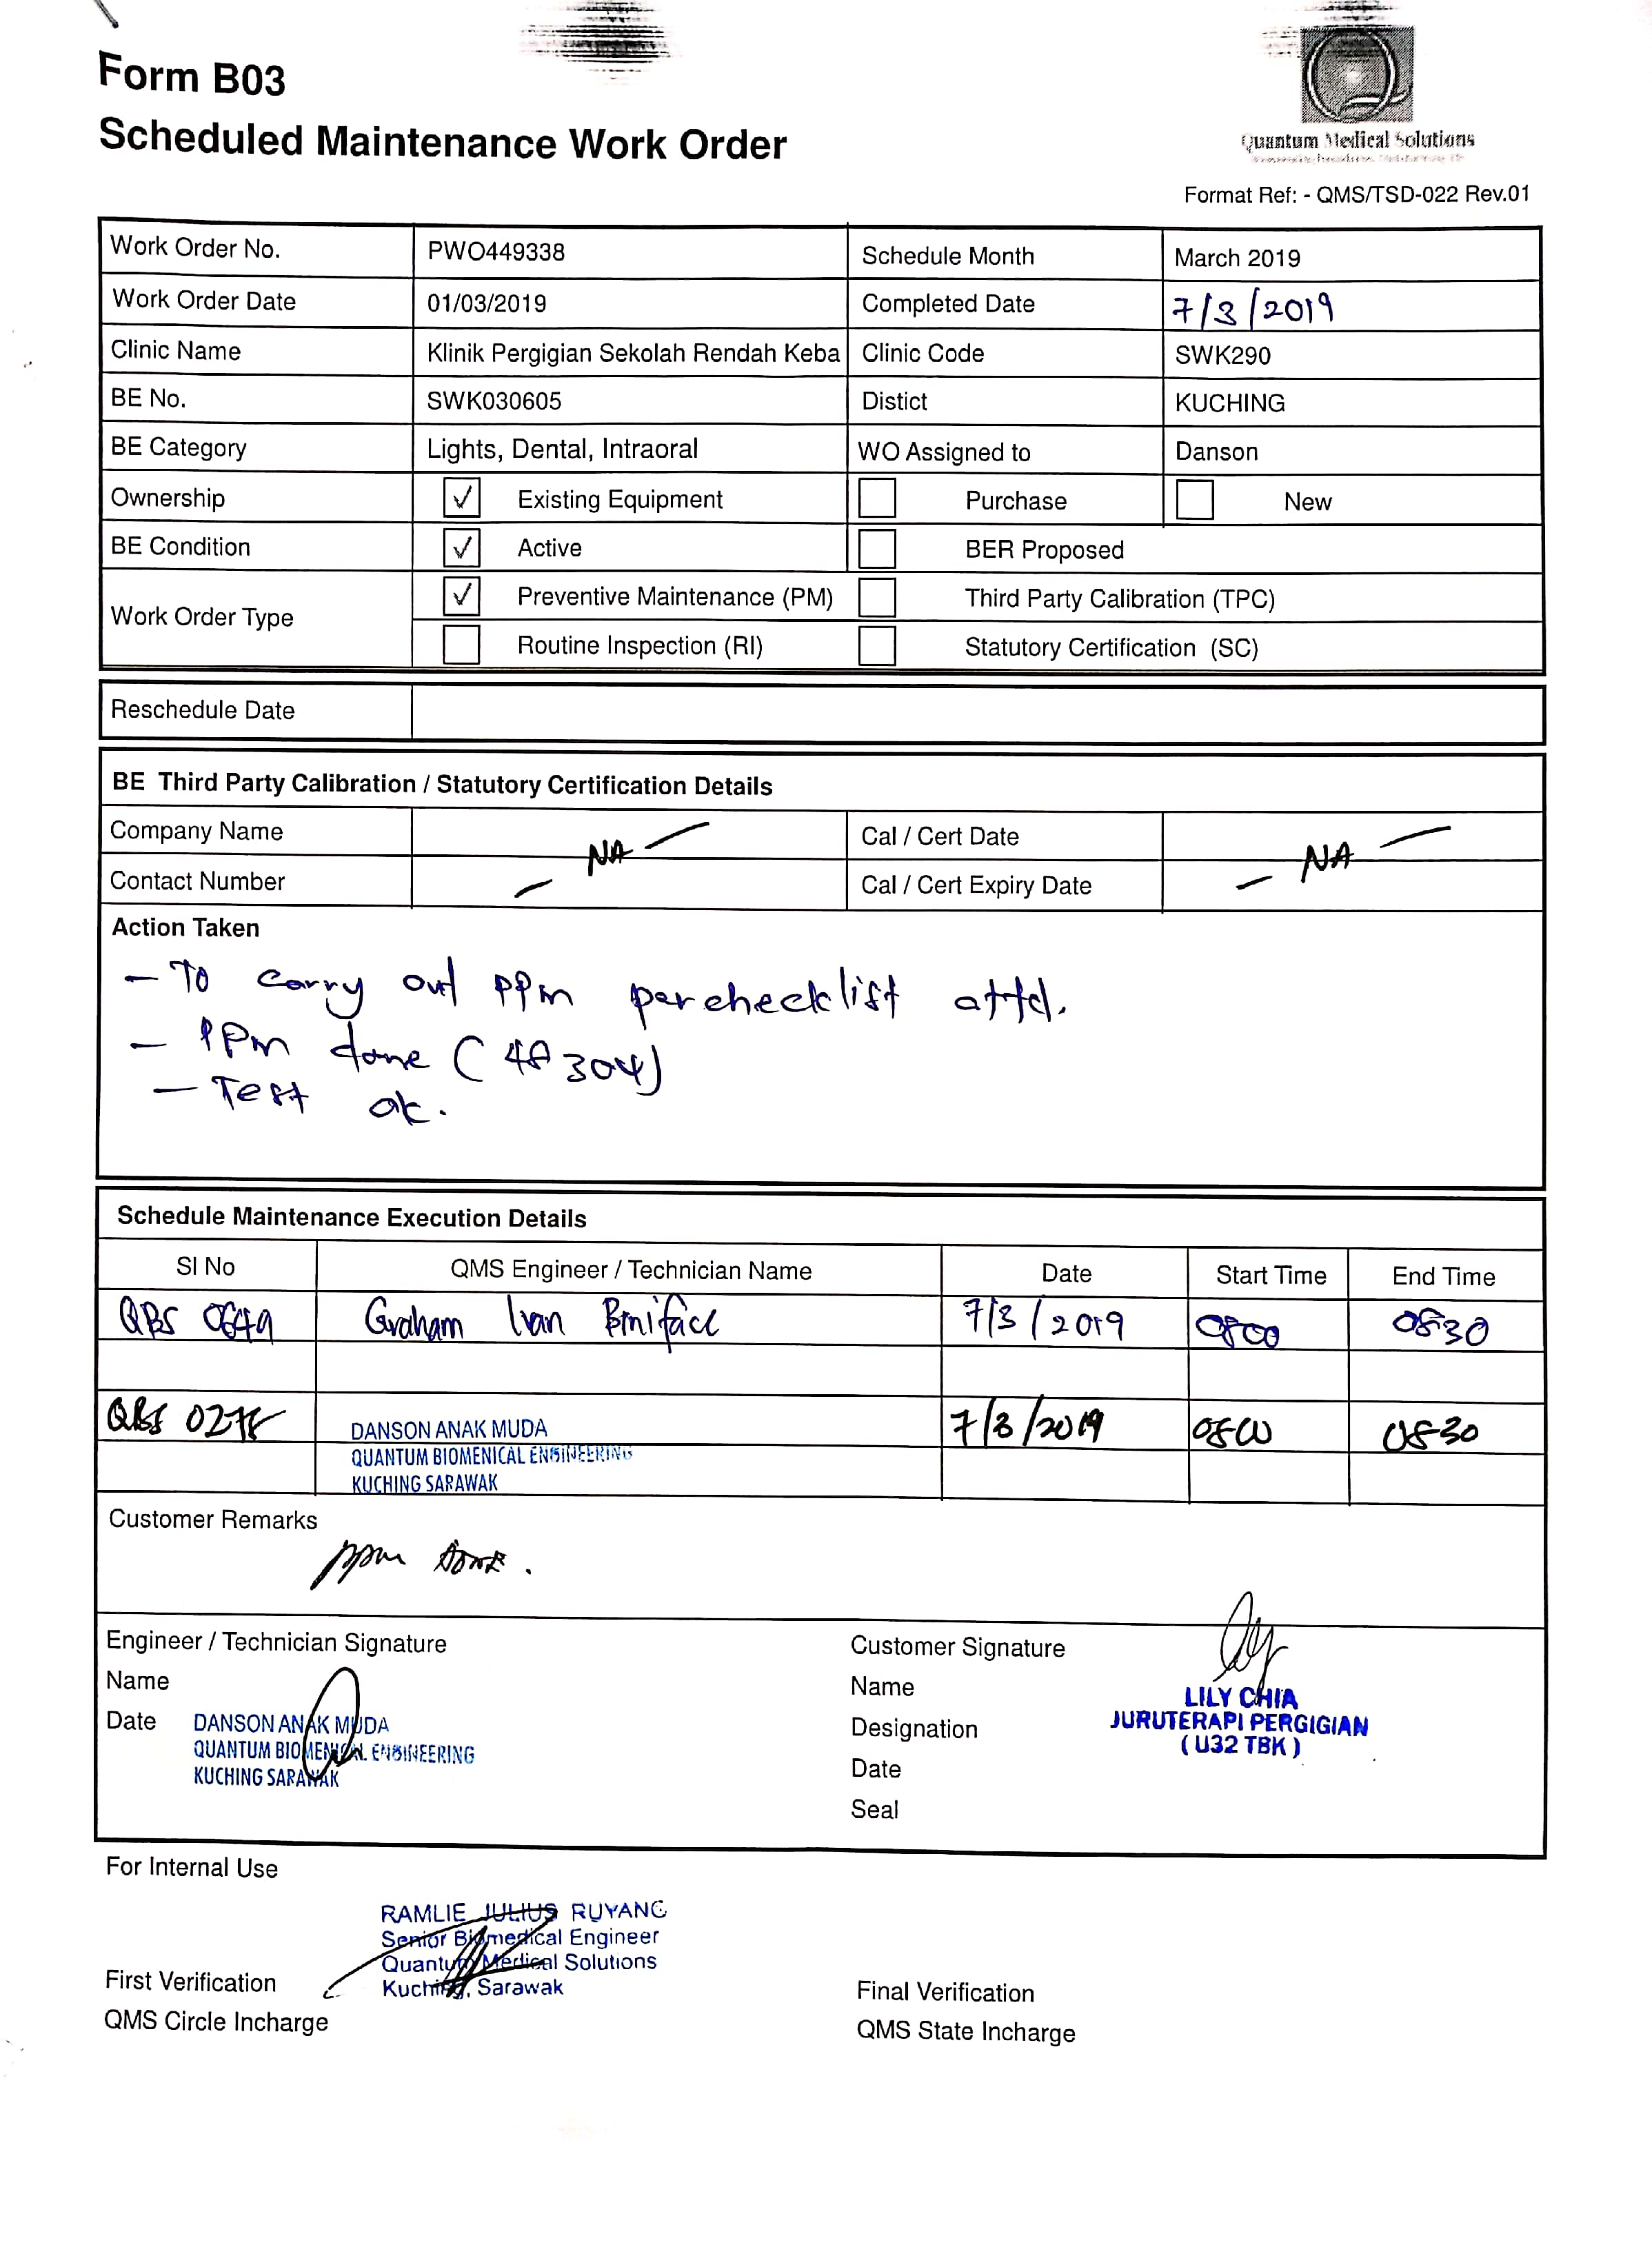 Form B03
Scheduled Maintenance Work Order
Quantum Medical Solutions
Format Ref: - QMS/TSD-022 Rev.01
Work Order No. PWO449338 Schedule Month March 2019
Work Order Date 01/03/2019 Completed Date 7/3/2019
Clinic Name Klinik Pergigian Sekolah Rendah Keba Clinic Code SWK290
BE No. SWK030605 Distict KUCHING
BE Category Lights, Dental, Intraoral WO Assigned to Danson
Ownership ✓ Existing Equipment Purchase New
BE Condition ✓ Active BER Proposed
Work Order Type ✓ Preventive Maintenance (PM) Third Party Calibration (TPC)
Routine Inspection (RI) Statutory Certification (SC)
Reschedule Date
BE Third Party Calibration / Statutory Certification Details
Company Name Cal / Cert Date
— NA — — NA —
Contact Number Cal / Cert Expiry Date
Action Taken
- To carry out ppm per checklist attd.
- PPm done (48304)
- Test ok.
Schedule Maintenance Execution Details
Sl No QMS Engineer / Technician Name Date Start Time End Time
QBS 0649 Graham Ivan Boniface 7/3/2019 0800 0830
QBS DANSON ANAK MUDA 7/3/2019 0800 0830
QUANTUM BIOMENICAL ENGINEERING
KUCHING SARAWAK
Customer Remarks
ppm done.
Engineer / Technician Signature Customer Signature
Name Name LILY CHIA
Date DANSON ANAK MUDA Designation JURUTERAPI PERGIGIAN
QUANTUM BIOMENICAL ENGINEERING (U32 TBK)
KUCHING SARAWAK Date
Seal
For Internal Use
RAMLIE JULIUS RUYANG
Senior Biomedical Engineer
Quantum Medical Solutions
Kuching, Sarawak
First Verification Final Verification
QMS Circle Incharge QMS State Incharge